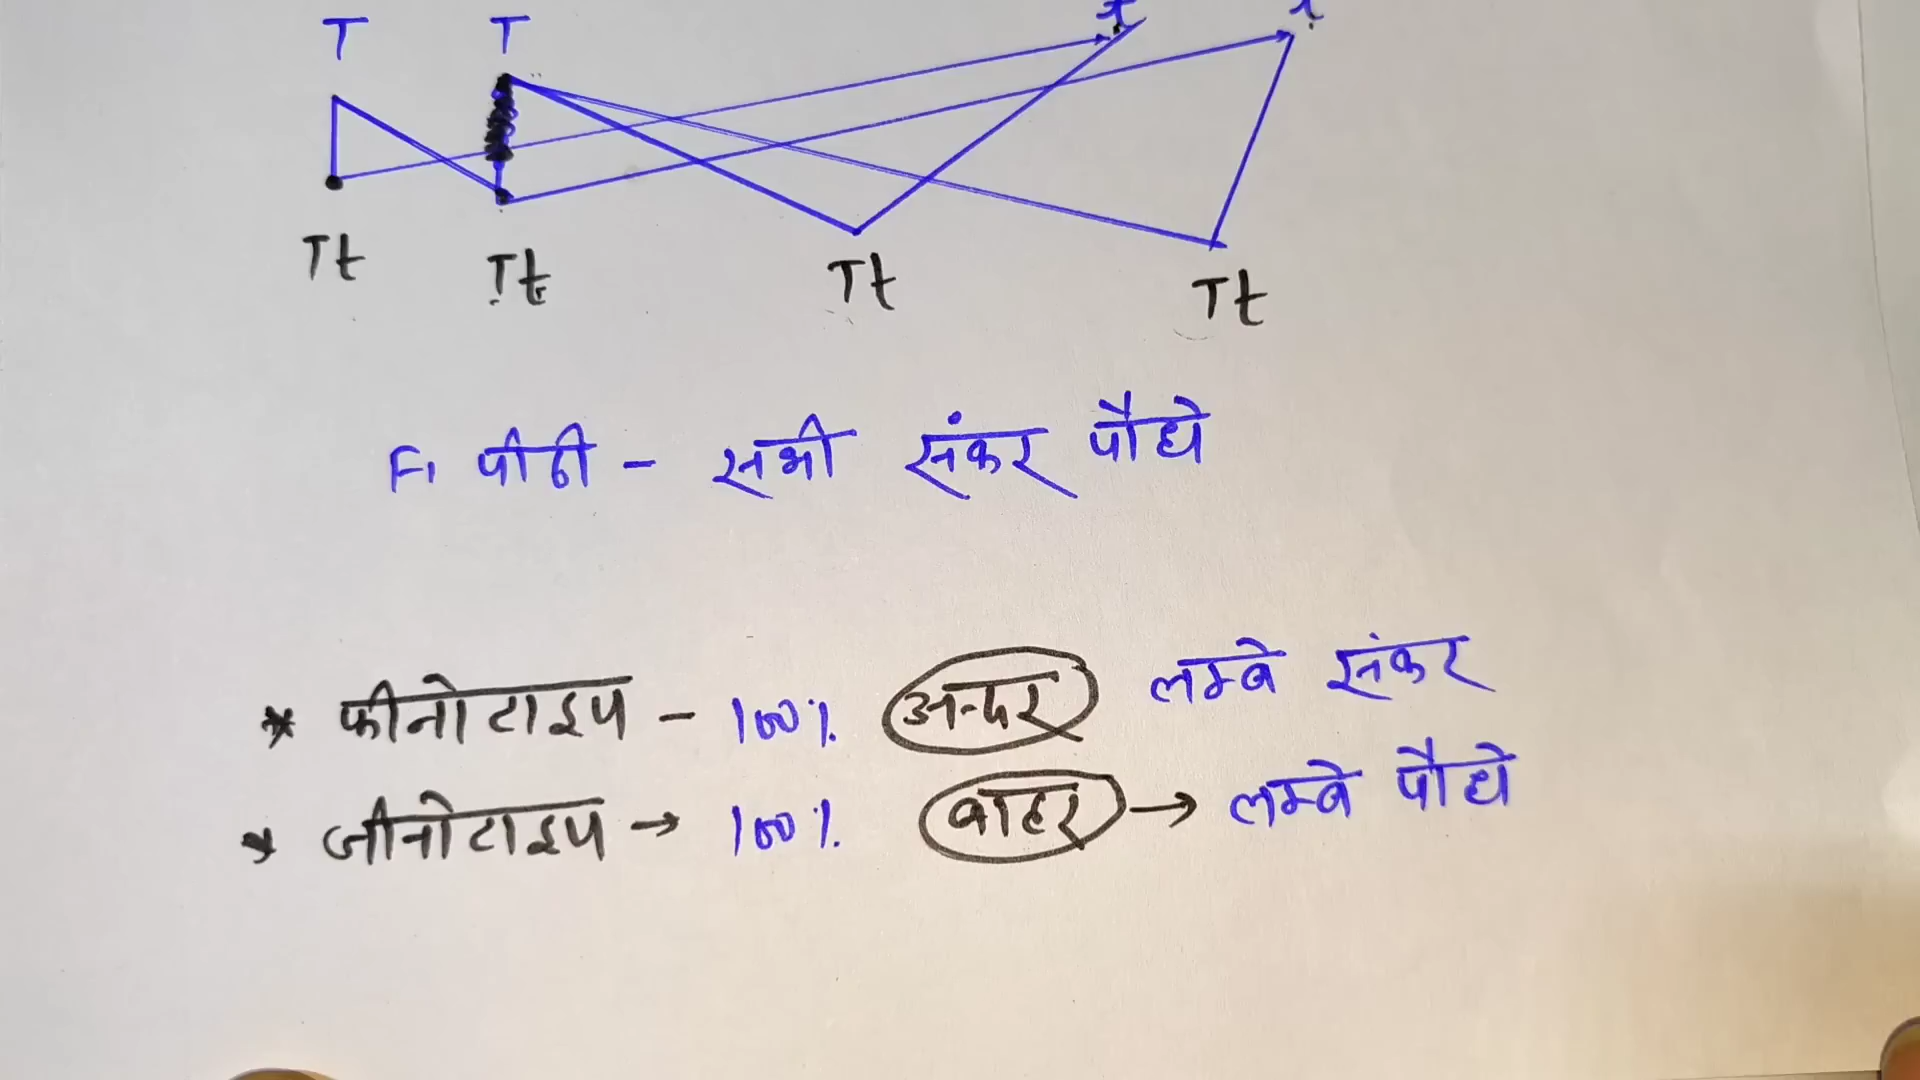 T T t t
Tt Tt Tt Tt
F₁ पीढी - सभी संकर पौधे
* फीनोटाइप - 100% अन्दर लम्बे संकर
* जीनोटाइप → 100% बाहर → लम्बे पौधे